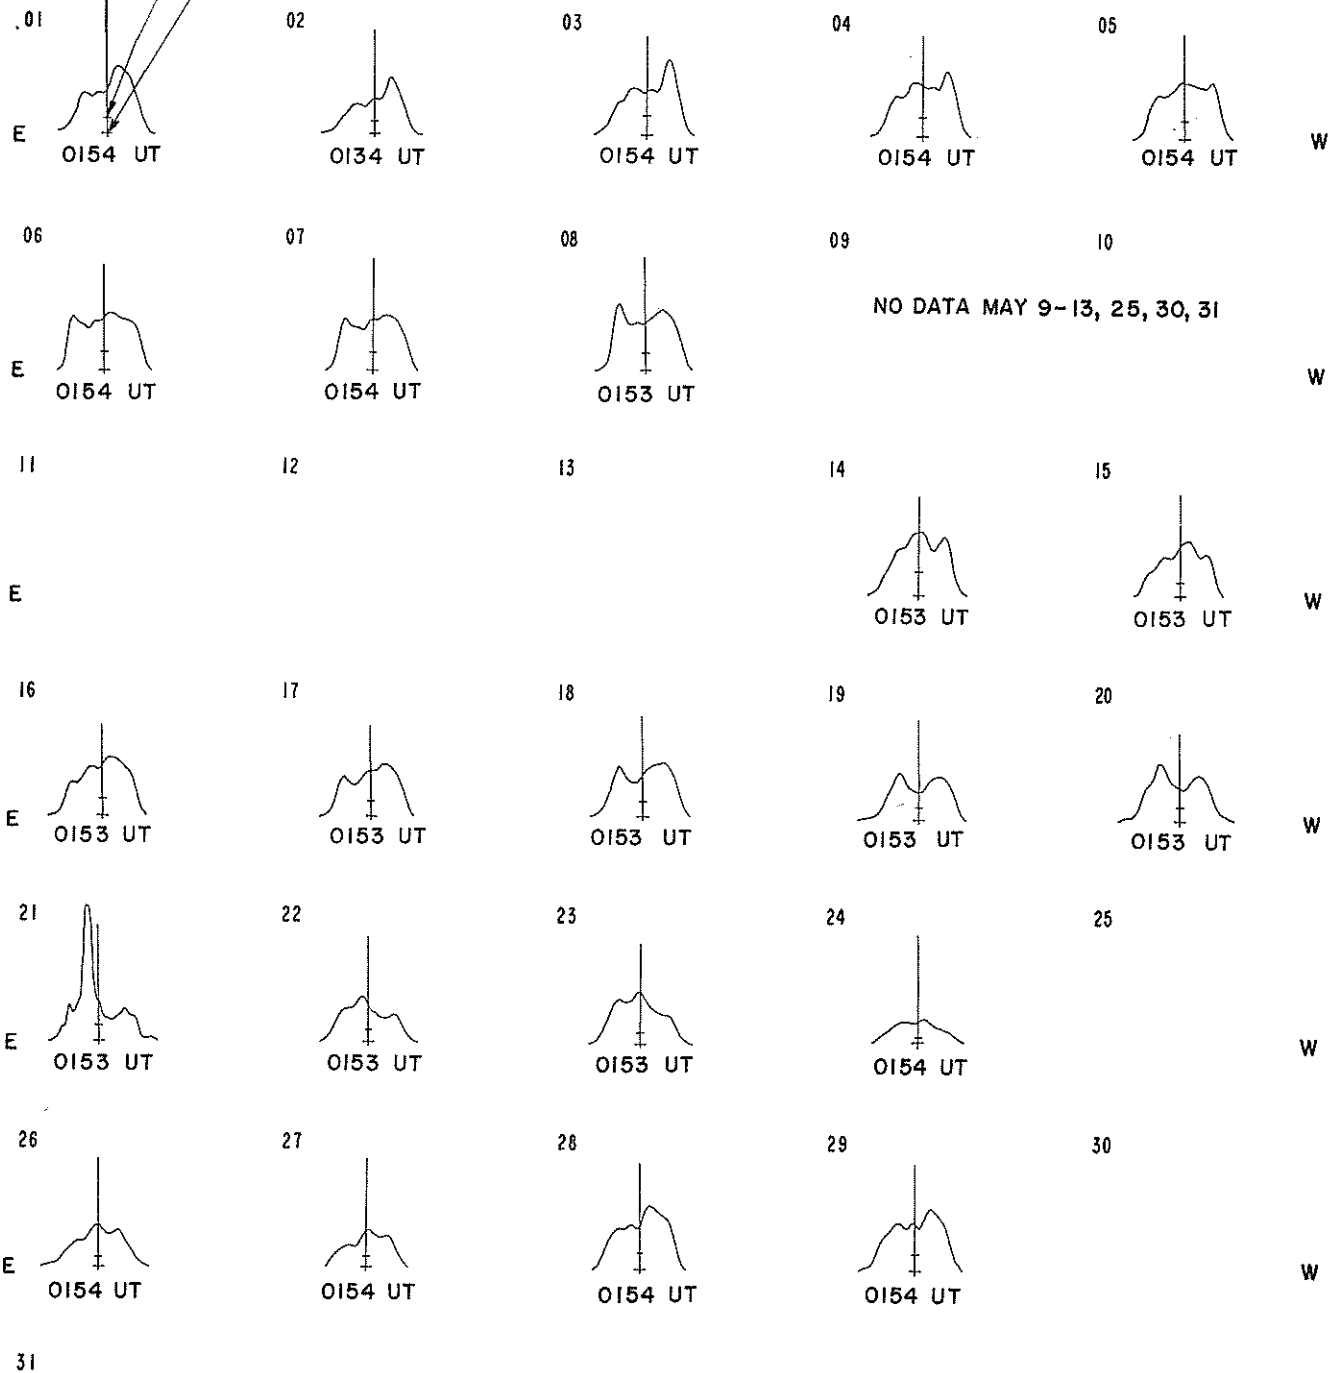 .01 02 03 04 05
E W
0154 UT 0134 UT 0154 UT 0154 UT 0154 UT
06 07 08 09 10
NO DATA MAY 9-13, 25, 30, 31
E W
0154 UT 0154 UT 0153 UT
11 12 13 14 15
E W
0153 UT 0153 UT
16 17 18 19 20
E W
0153 UT 0153 UT 0153 UT 0153 UT 0153 UT
21 22 23 24 25
E W
0153 UT 0153 UT 0153 UT 0154 UT
26 27 28 29 30
E W
0154 UT 0154 UT 0154 UT 0154 UT
31